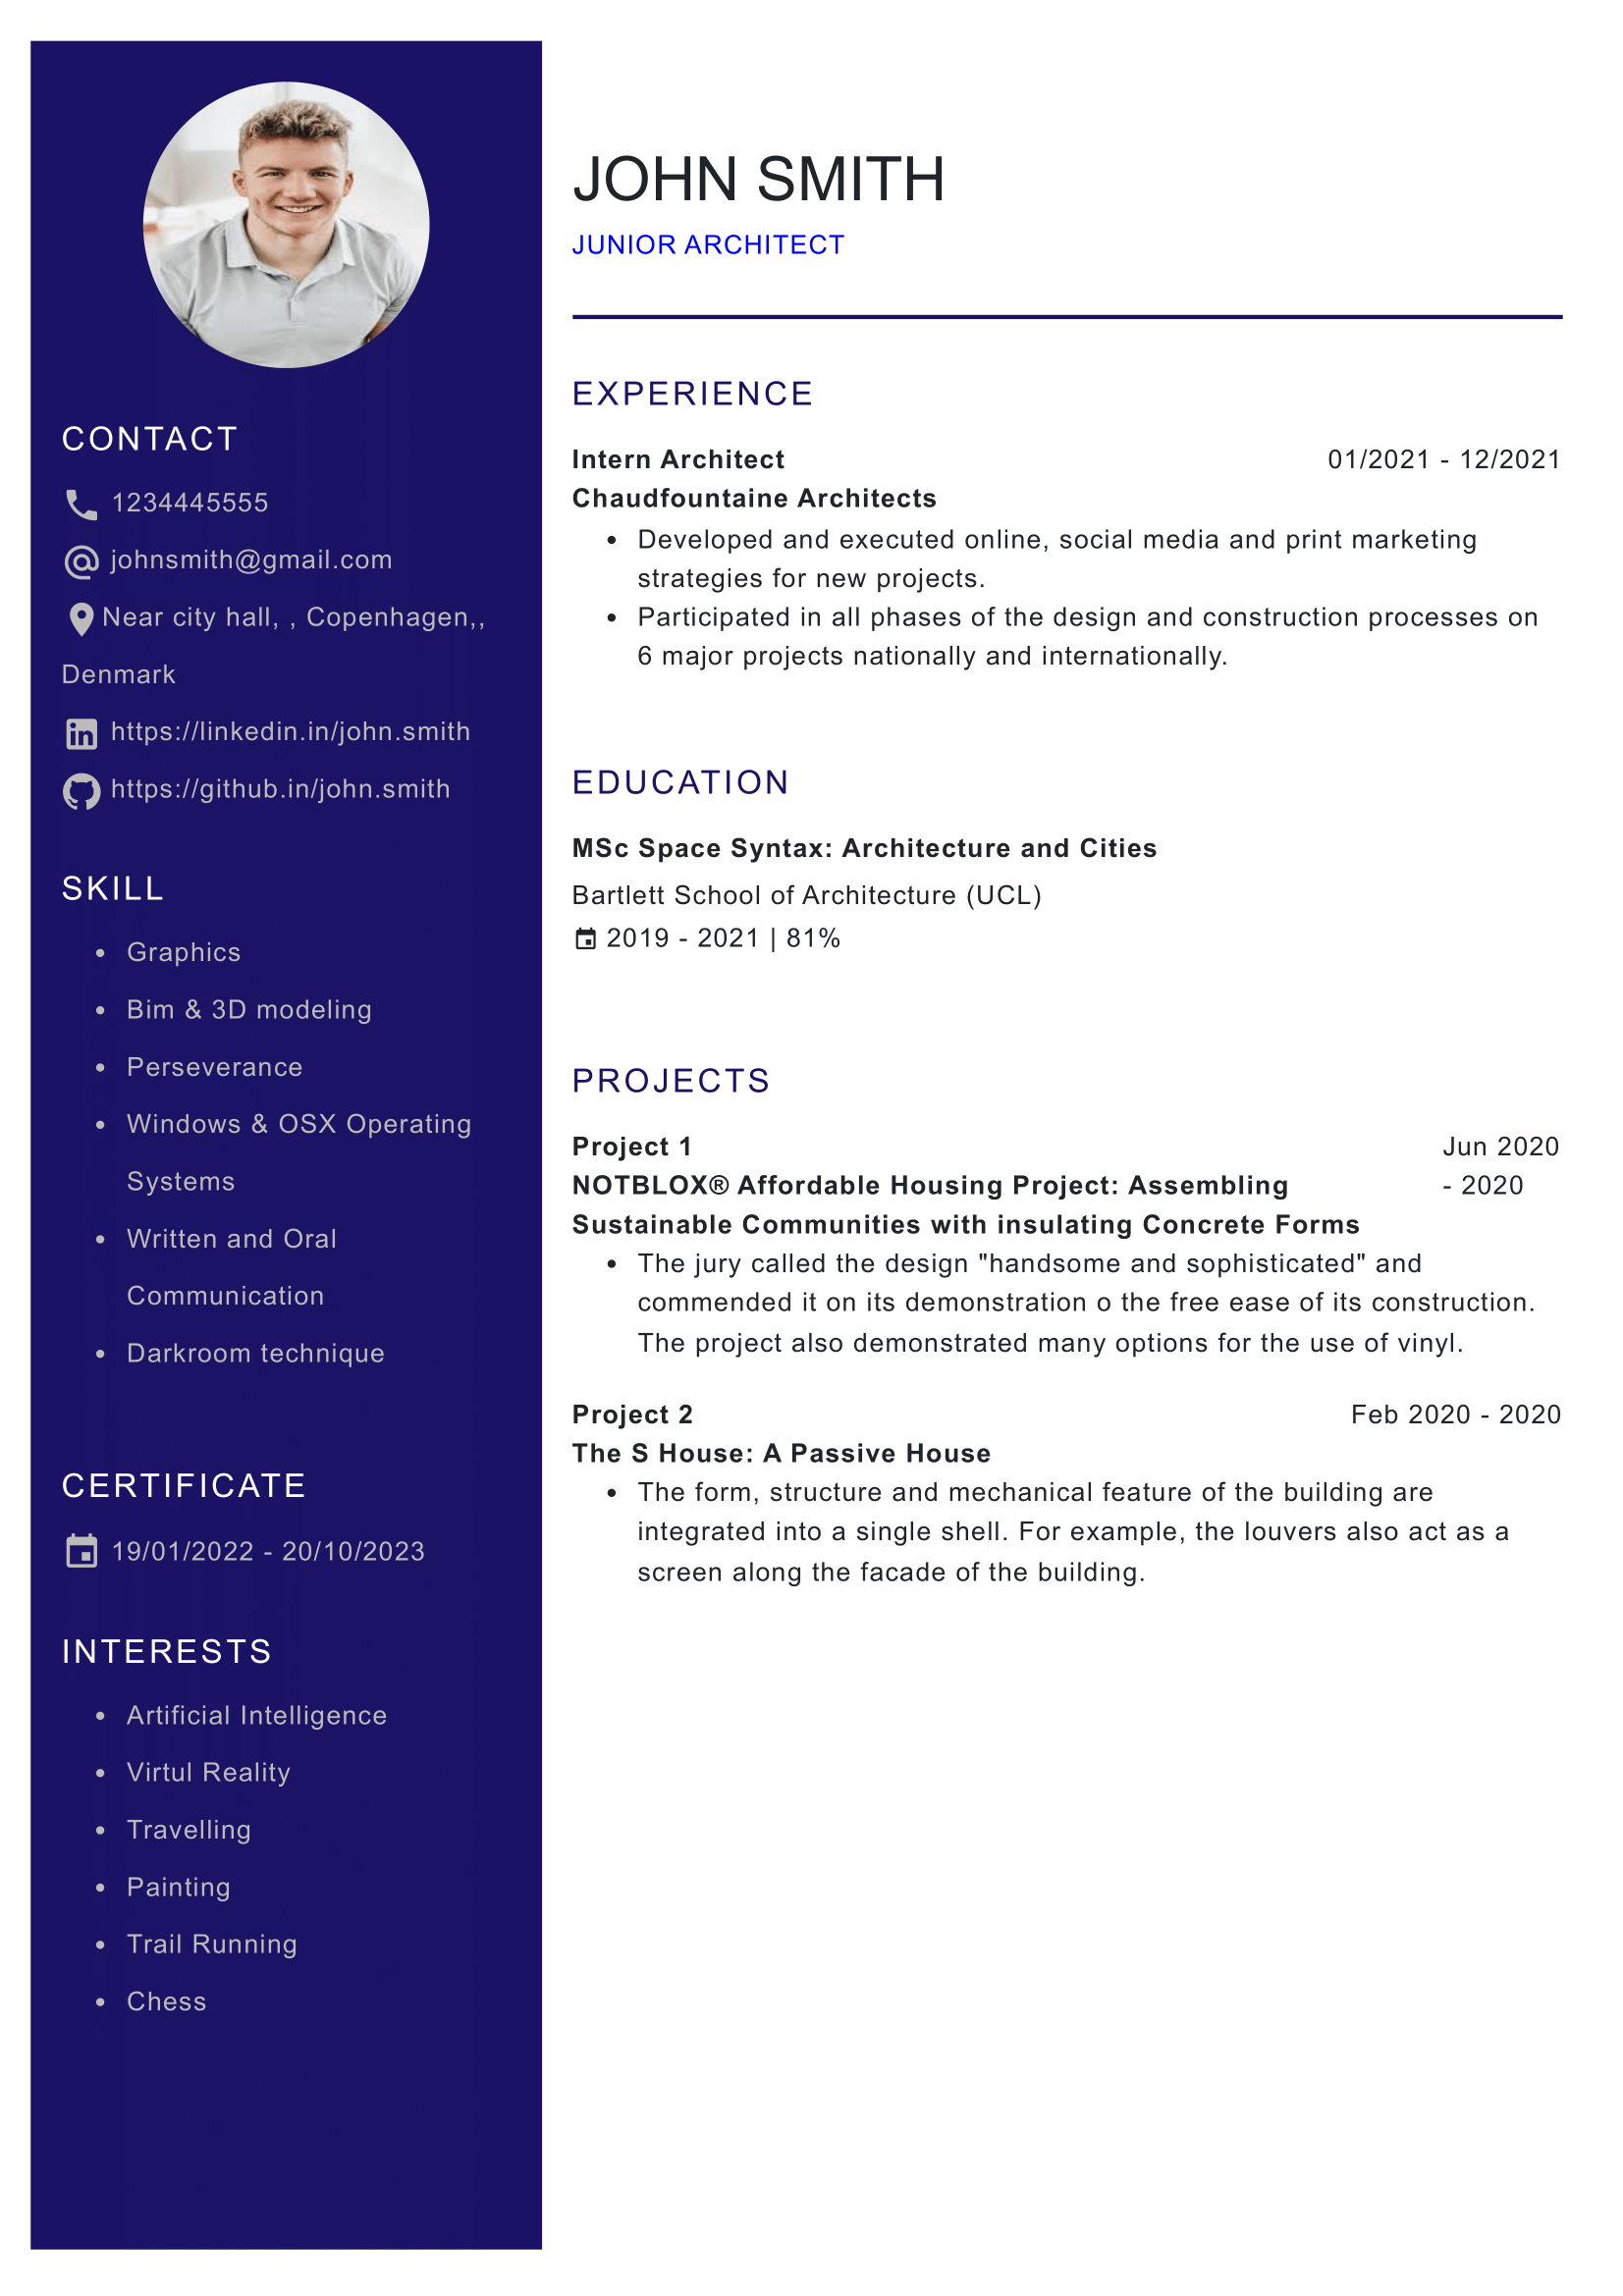 CONTACT
1234445555
johnsmith@gmail.com
Near city hall, , Copenhagen,,
Denmark
https://linkedin.in/john.smith
https://github.in/john.smith
SKILL
• Graphics
• Bim & 3D modeling
• Perseverance
• Windows & OSX Operating
Systems
• Written and Oral
Communication
• Darkroom technique
CERTIFICATE
19/01/2022 - 20/10/2023
INTERESTS
• Artificial Intelligence
• Virtul Reality
• Travelling
• Painting
• Trail Running
• Chess
JOHN SMITH
JUNIOR ARCHITECT
EXPERIENCE
Intern Architect 01/2021 - 12/2021
Chaudfountaine Architects
• Developed and executed online, social media and print marketing
strategies for new projects.
• Participated in all phases of the design and construction processes on
6 major projects nationally and internationally.
EDUCATION
MSc Space Syntax: Architecture and Cities
Bartlett School of Architecture (UCL)
2019 - 2021 | 81%
PROJECTS
Project 1 Jun 2020
NOTBLOX® Affordable Housing Project: Assembling - 2020
Sustainable Communities with insulating Concrete Forms
• The jury called the design "handsome and sophisticated" and
commended it on its demonstration o the free ease of its construction.
The project also demonstrated many options for the use of vinyl.
Project 2 Feb 2020 - 2020
The S House: A Passive House
• The form, structure and mechanical feature of the building are
integrated into a single shell. For example, the louvers also act as a
screen along the facade of the building.